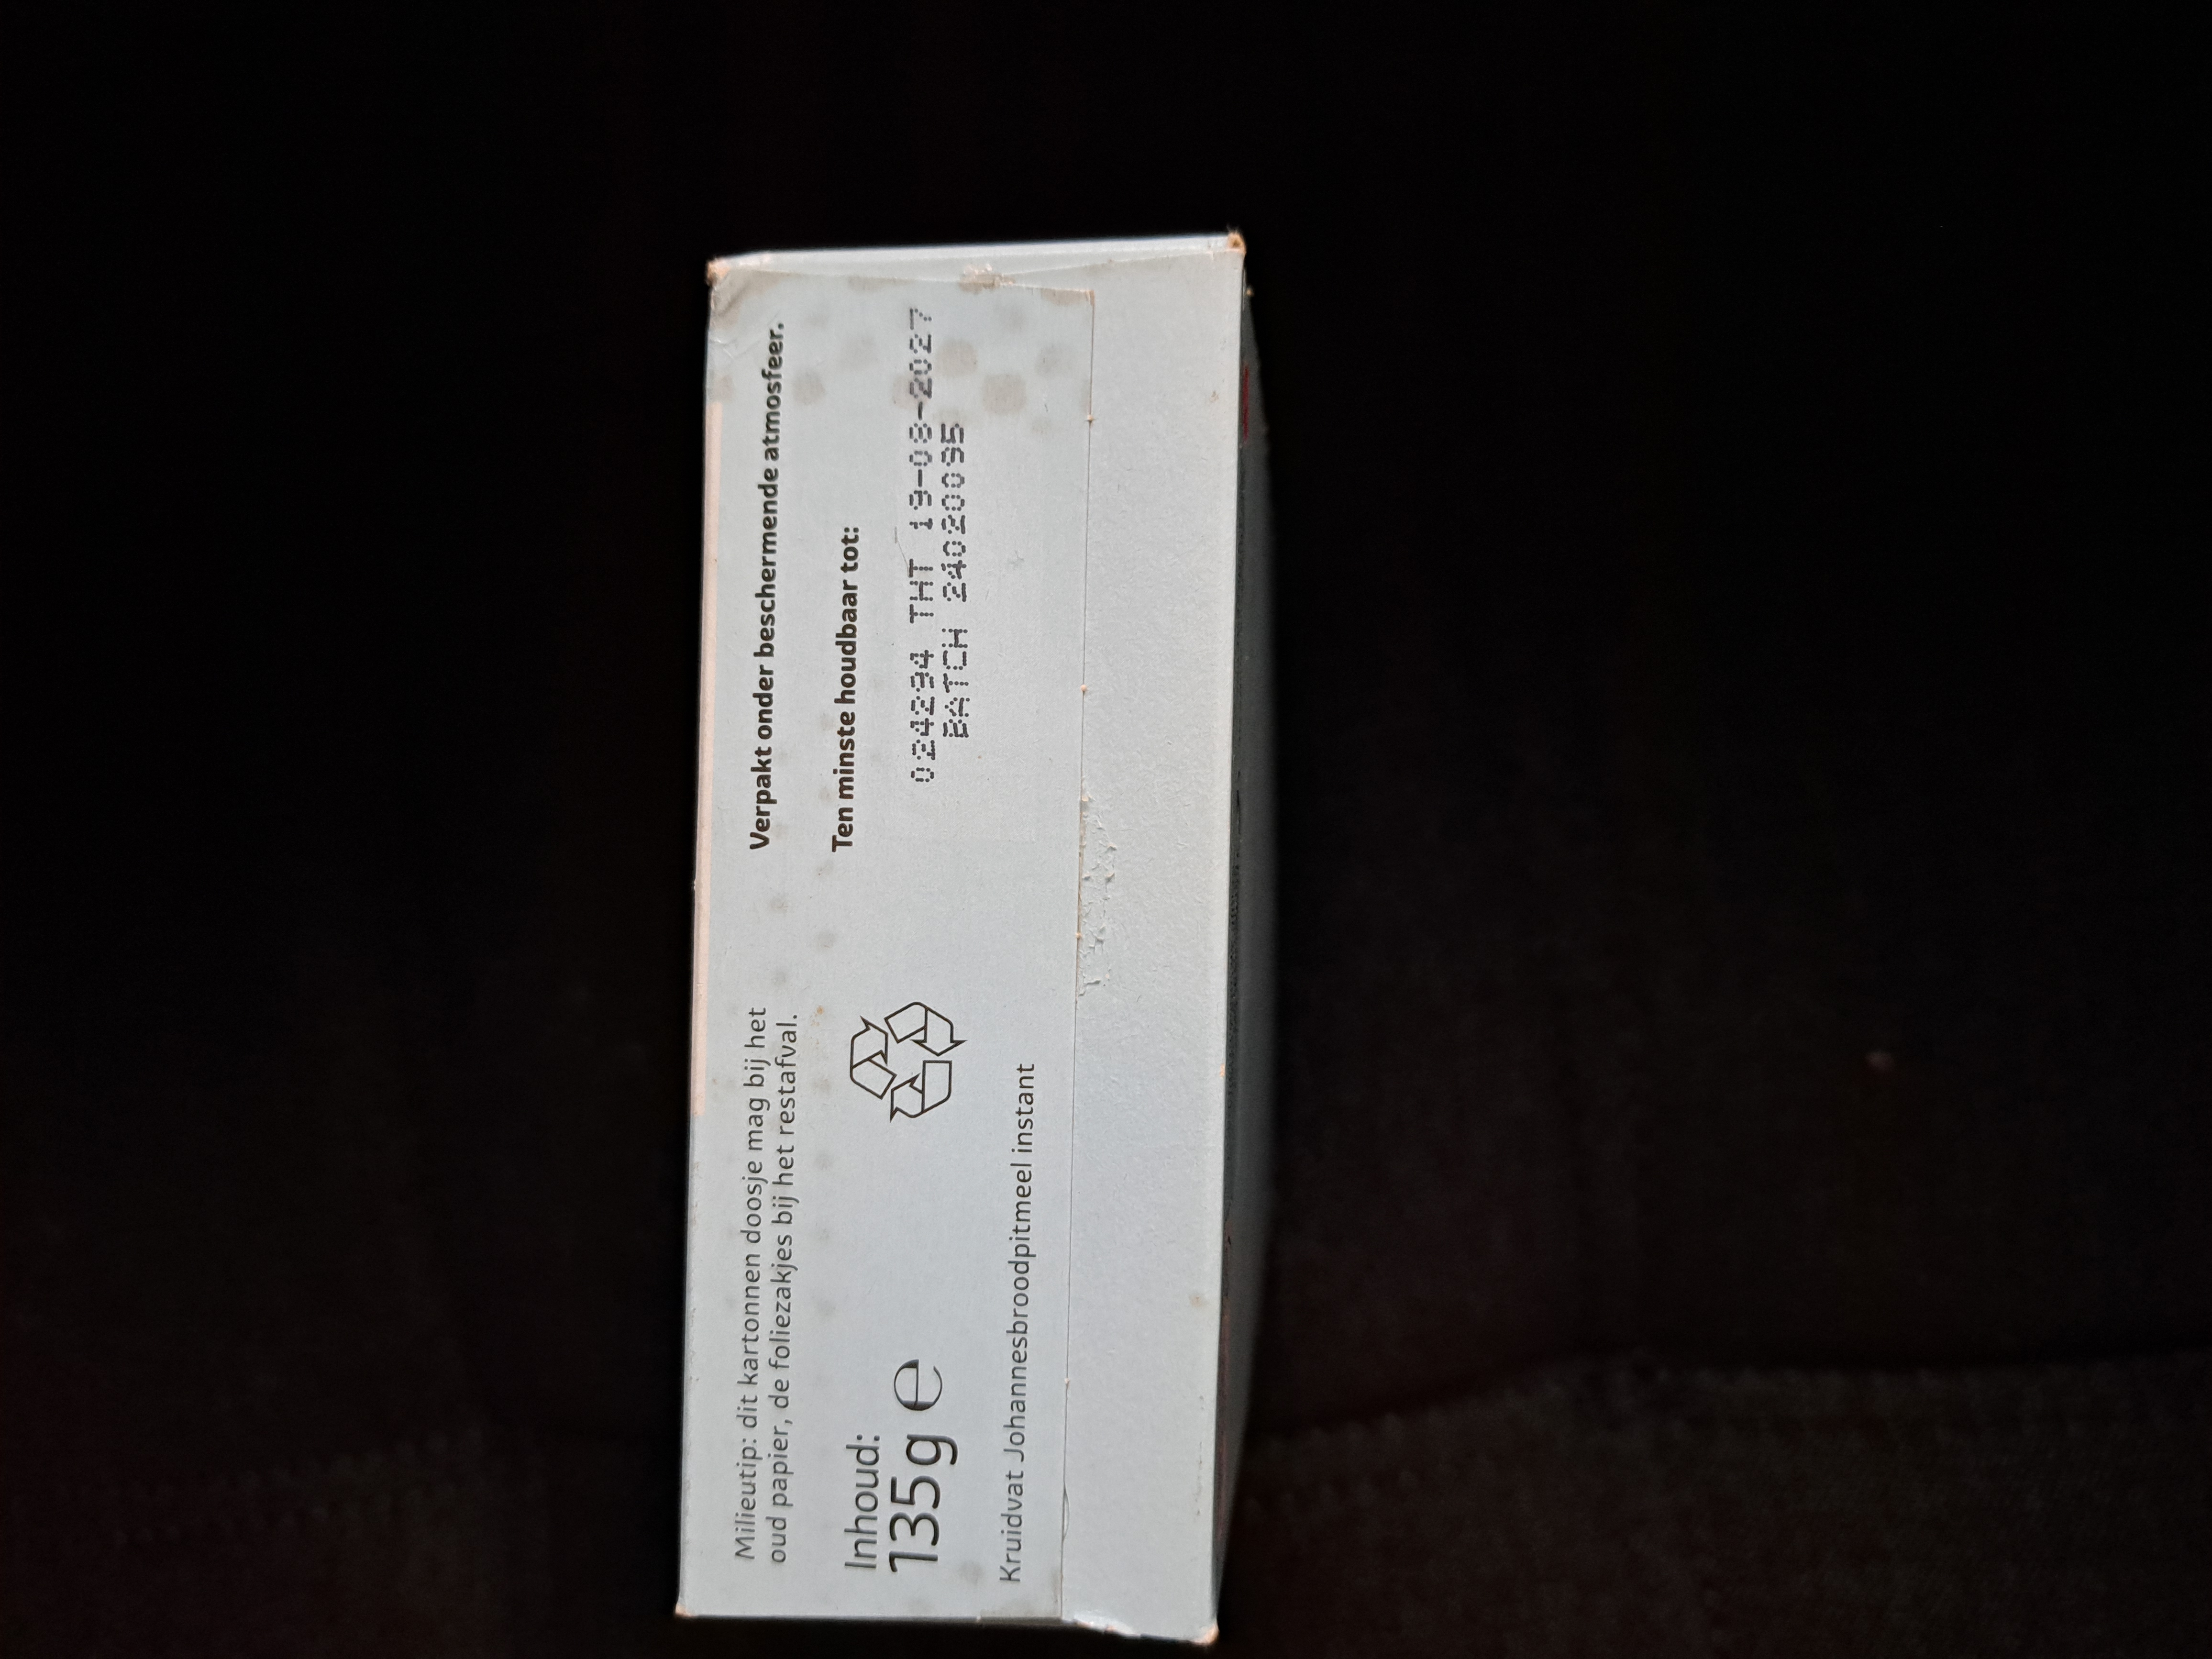 Milieutip: dit kartonnen doosje mag bij het
oud papier, de foliezakjes bij het restafval.
Inhoud:
135g ℮
Kruidvat Johannesbroodpitmeel instant
Verpakt onder beschermende atmosfeer.
Ten minste houdbaar tot:
024294 THT 19-08-2027
BATCH 24020095